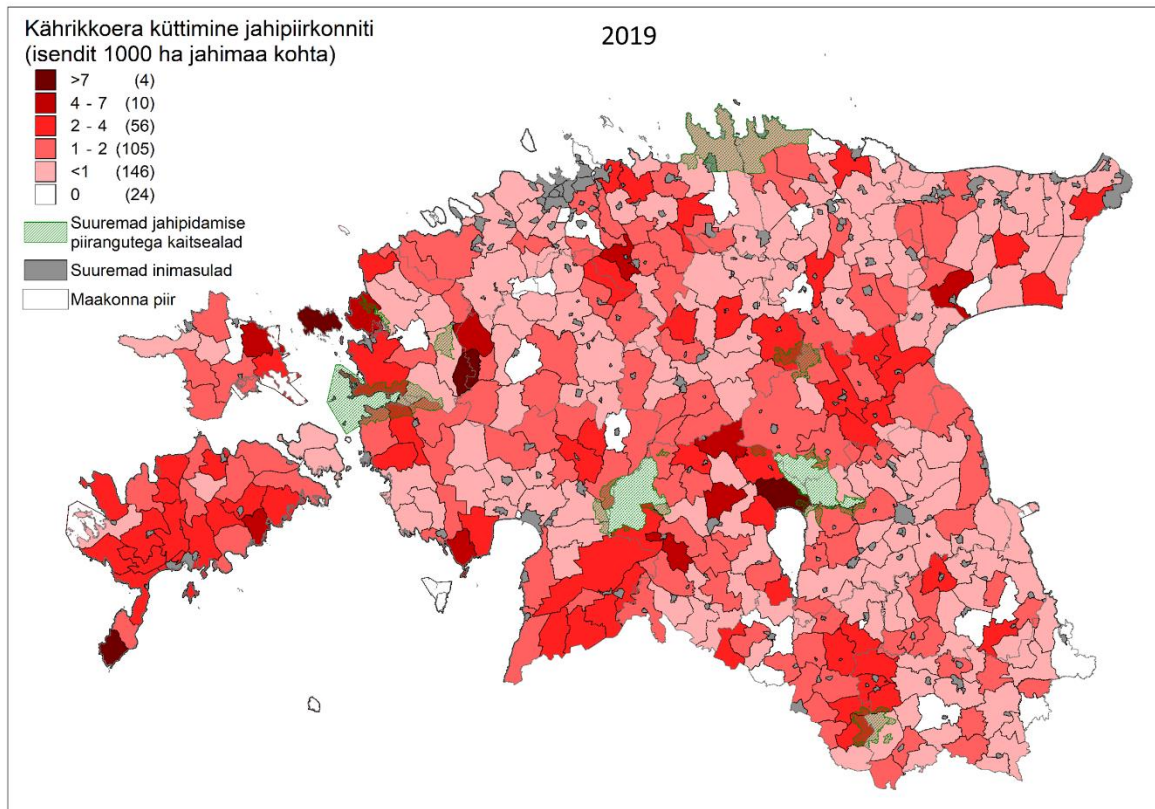 Kährikkoera küttimine jahipiirkonniti
(isendit 1000 ha jahimaa kohta)
2019
>7 (4)
4 - 7 (10)
2 - 4 (56)
1 - 2 (105)
<1 (146)
0 (24)
Suuremad jahipidamise
piirangutega kaitsealad
Suuremad inimasulad
Maakonna piir